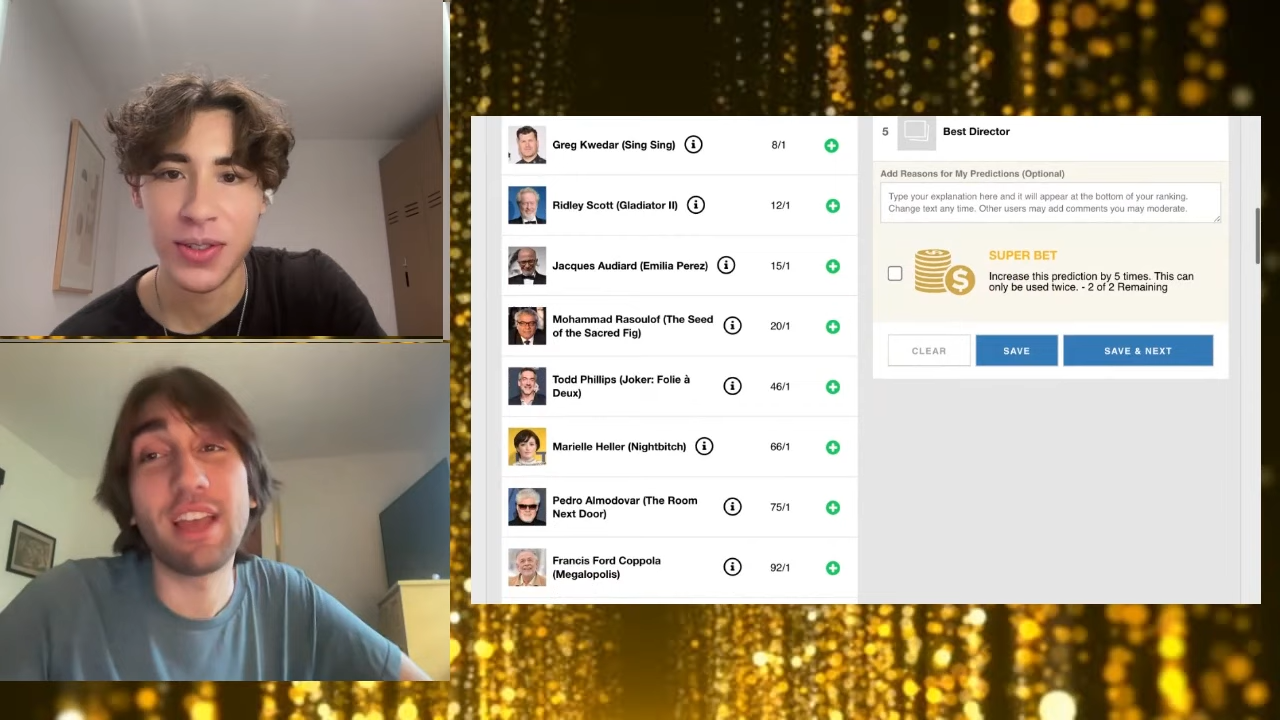 Greg Kwedar (Sing Sing)
8/1
Ridley Scott (Gladiator II)
12/1
Jacques Audiard (Emilia Perez)
15/1
Mohammad Rasoulof (The Seed
of the Sacred Fig)
20/1
Todd Phillips (Joker: Folie à
Deux)
46/1
Marielle Heller (Nightbitch)
66/1
Pedro Almodovar (The Room
Next Door)
75/1
Francis Ford Coppola
(Megalopolis)
92/1
5 Best Director
Add Reasons for My Predictions (Optional)
Type your explanation here and it will appear at the bottom of your ranking.
Change text any time. Other users may add comments you may moderate.
SUPER BET
Increase this prediction by 5 times. This can
only be used twice. - 2 of 2 Remaining
CLEAR
SAVE
SAVE & NEXT